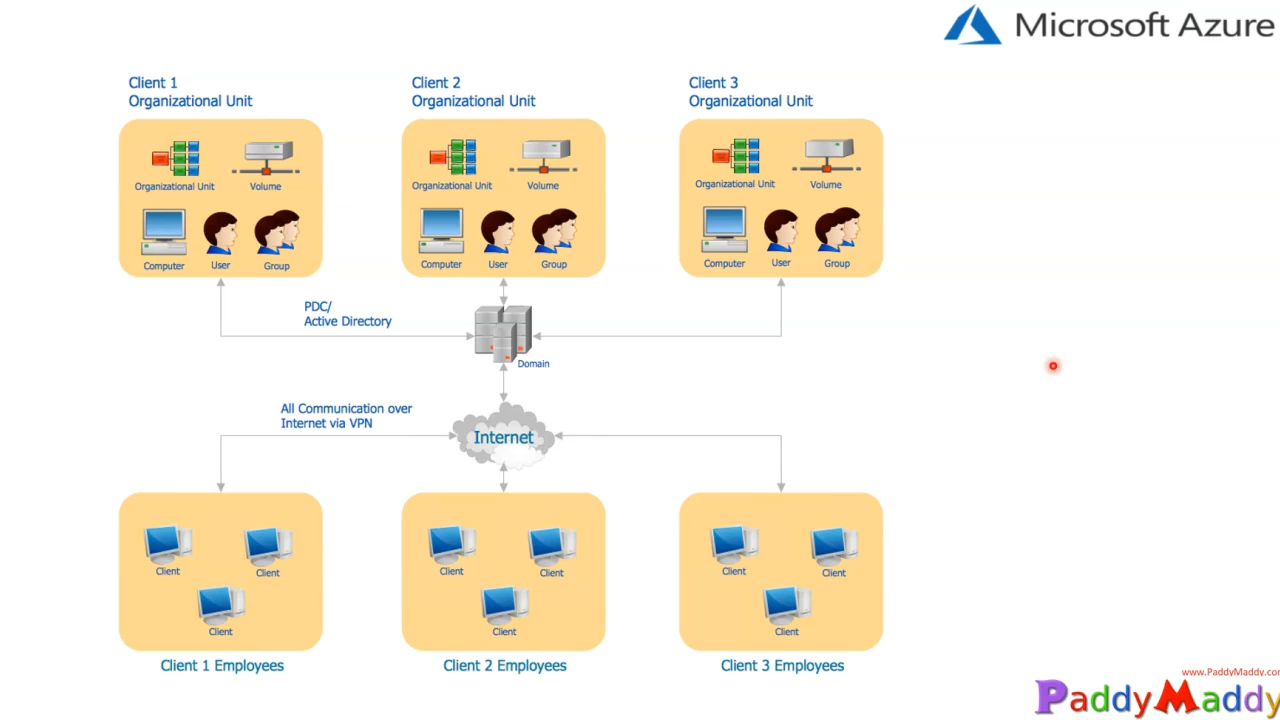 Microsoft Azure
Client 1
Organizational Unit
Client 2
Organizational Unit
Client 3
Organizational Unit
Organizational Unit
Volume
Organizational Unit
Volume
Organizational Unit
Volume
Computer
User
Group
Computer
User
Group
Computer
User
Group
PDC/
Active Directory
Domain
All Communication over
Internet via VPN
Internet
Client
Client
Client
Client
Client
Client
Client
Client
Client
Client 1 Employees
Client 2 Employees
Client 3 Employees
www.PaddyMaddy.com
PaddyMaddy